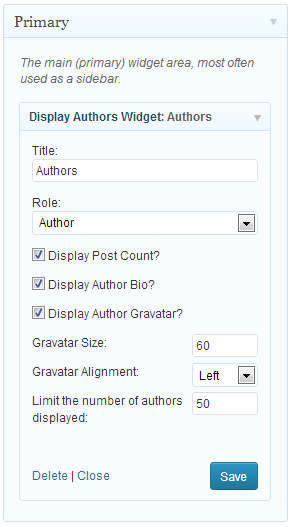 Primary
The main (primary) widget area, most often
used as a sidebar.
Display Authors Widget: Authors
Title:
Authors
Role:
Author
Display Post Count?
Display Author Bio?
Display Author Gravatar?
Gravatar Size: 60
Gravatar Alignment: Left
Limit the number of authors 50
displayed:
Delete | Close Save